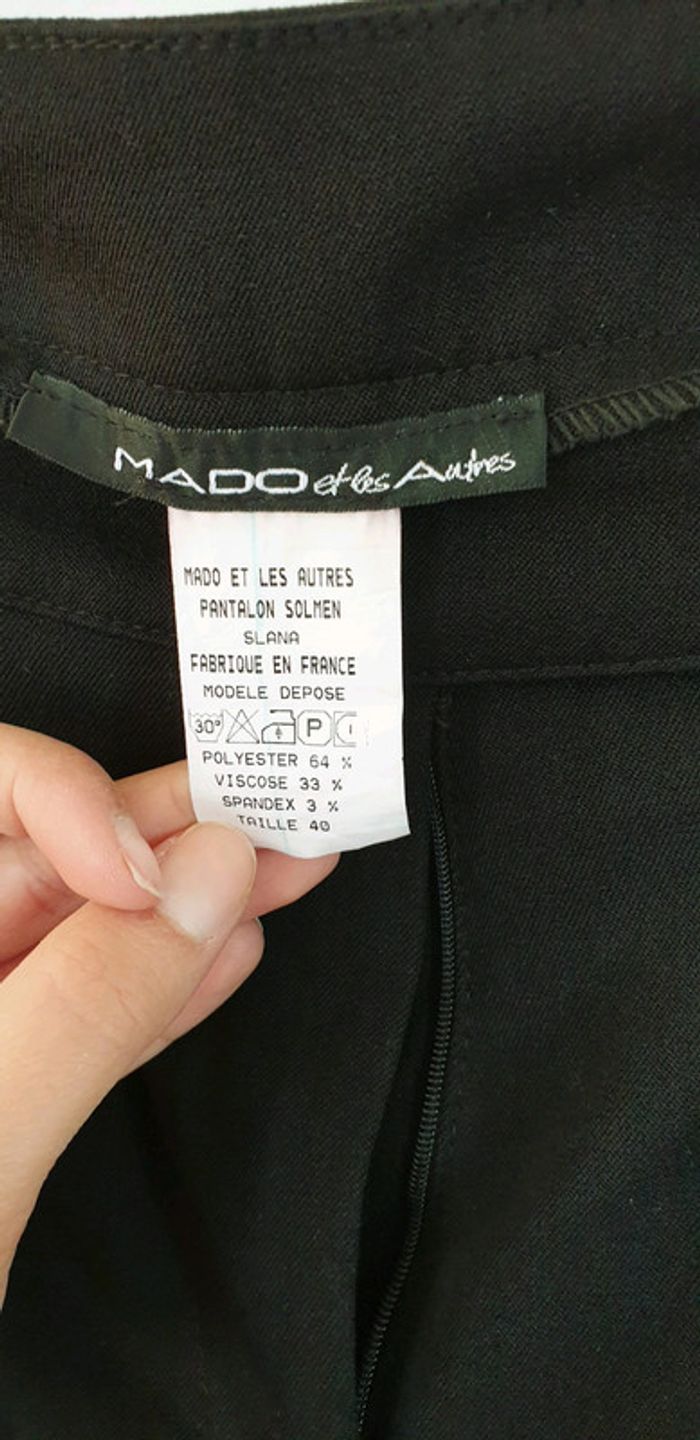 MADO et les Autres
MADO ET LES AUTRES
PANTALON SOLMEN
SLANA
FABRIQUE EN FRANCE
MODELE DEPOSE
30° P
POLYESTER 64 %
VISCOSE 33 %
SPANDEX 3 %
TAILLE 40